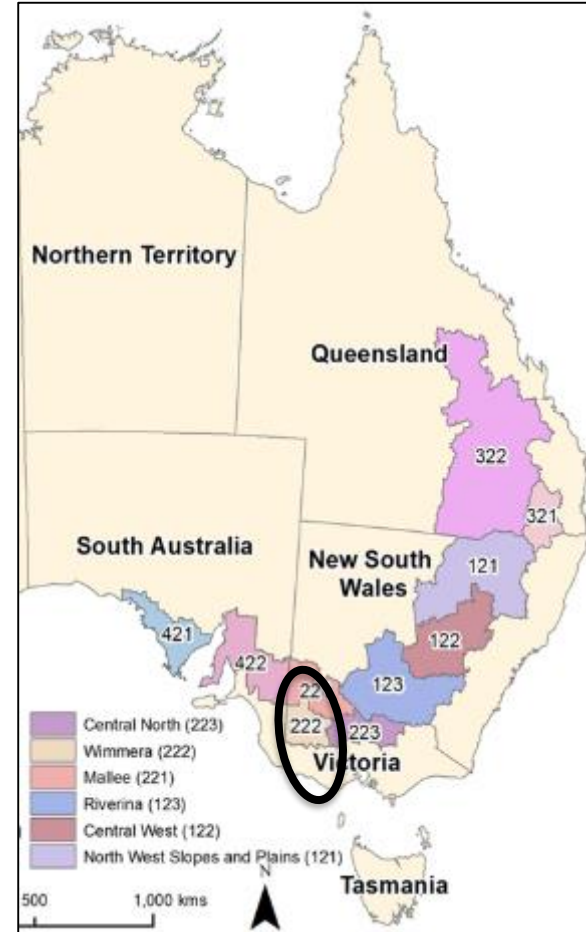 Northern Territory
Queensland
322
321
South Australia
New South
Wales
121
122
421
422
123
22
222
223
Victoria
Central North (223)
Wimmera (222)
Mallee (221)
Riverina (123)
Central West (122)
North West Slopes and Plains (121)
N
500
1,000 kms
Tasmania